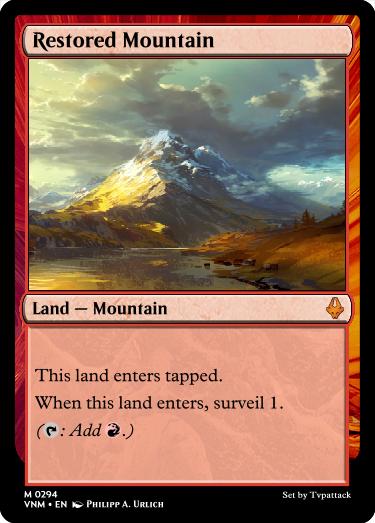 Restored Mountain
Land — Mountain
This land enters tapped.
When this land enters, surveil 1.
(: Add .)
M 0294
VNM • EN Philipp A. Urlich
Set by Tvpattack